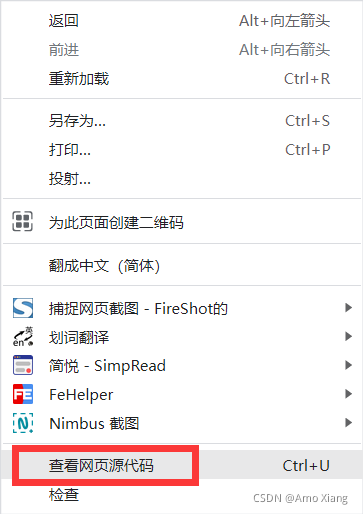 返回 Alt+向左箭头
前进 Alt+向右箭头
重新加载 Ctrl+R
另存为... Ctrl+S
打印... Ctrl+P
投射...
为此页面创建二维码
翻成中文（简体）
S 捕捉网页截图 - FireShot的
en 英 划词翻译
简悦 - SimpRead
FE FeHelper
N Nimbus 截图
查看网页源代码 Ctrl+U
检查 CSDN @Amo Xiang